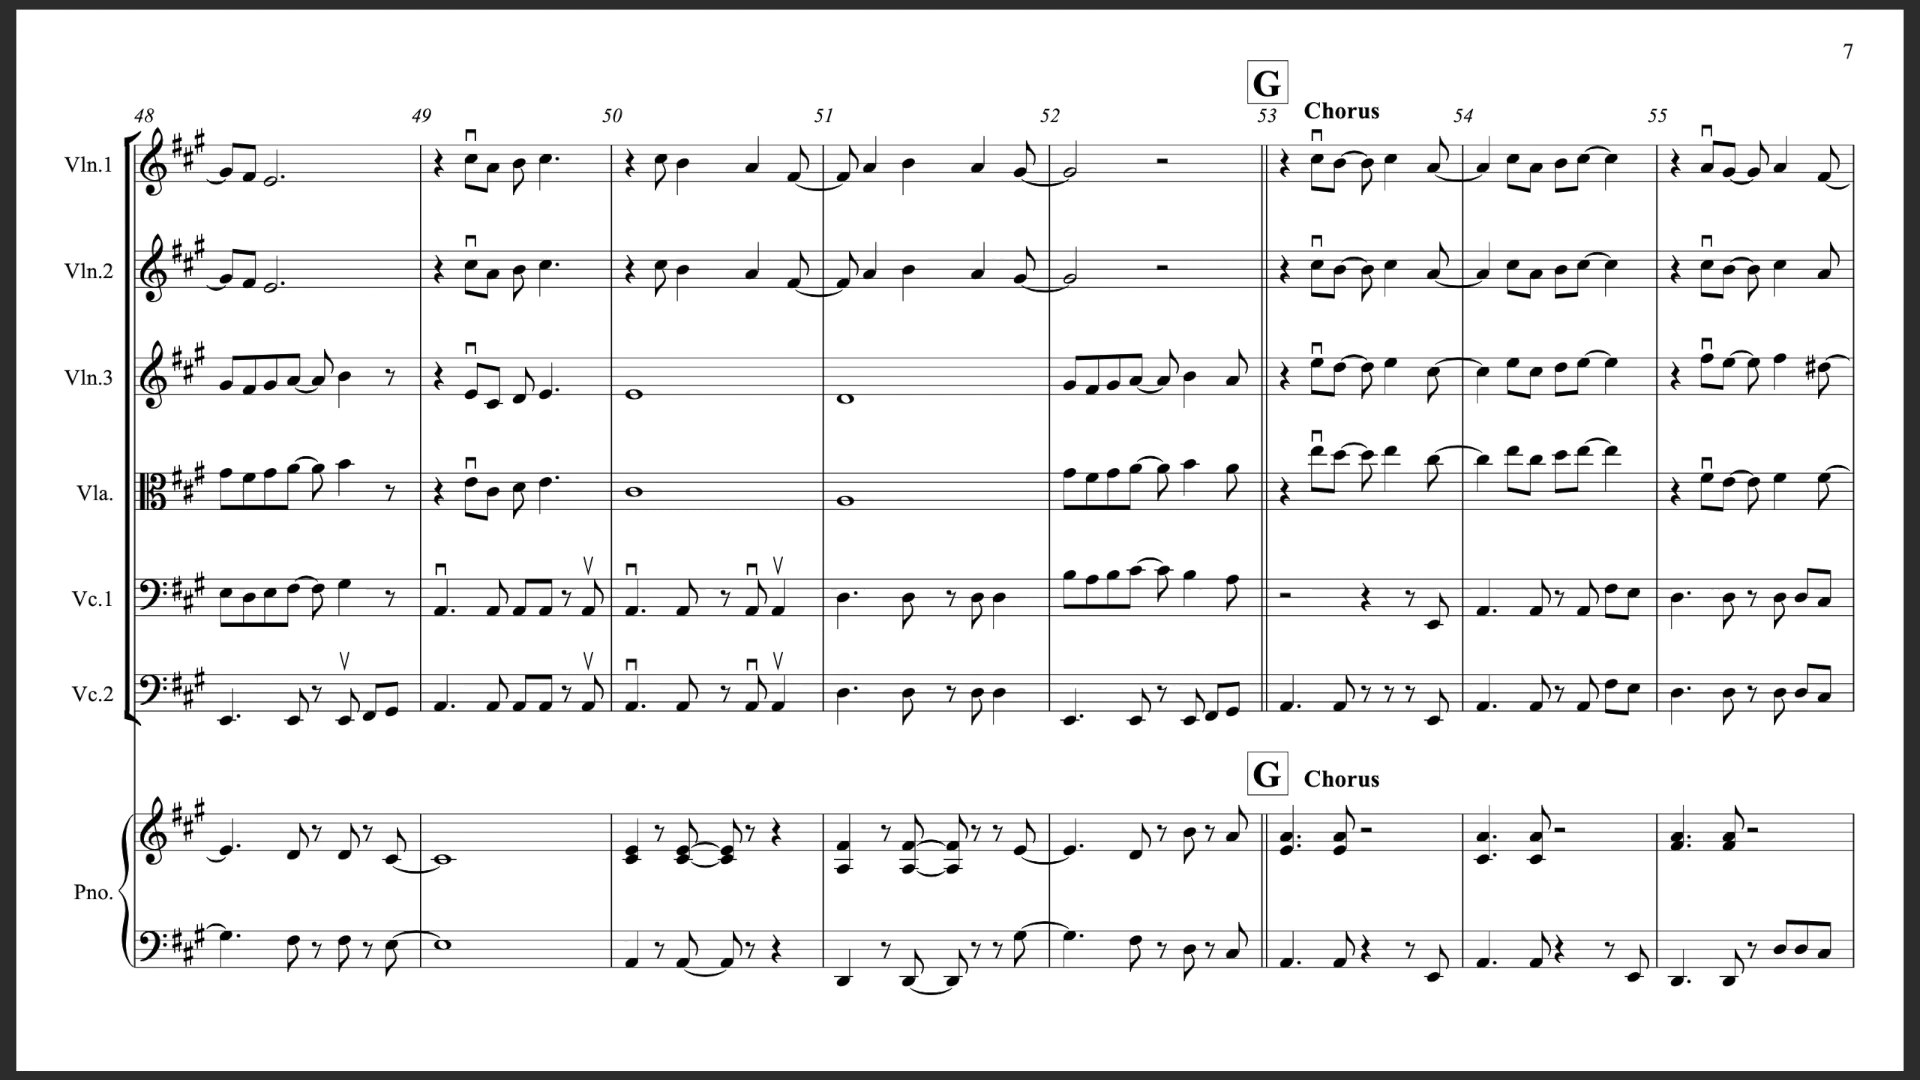 7
G
48 49 50 51 52 53 Chorus 54 55
Vln.1
Vln.2
Vln.3
Vla.
Vc.1
Vc.2
G Chorus
Pno.